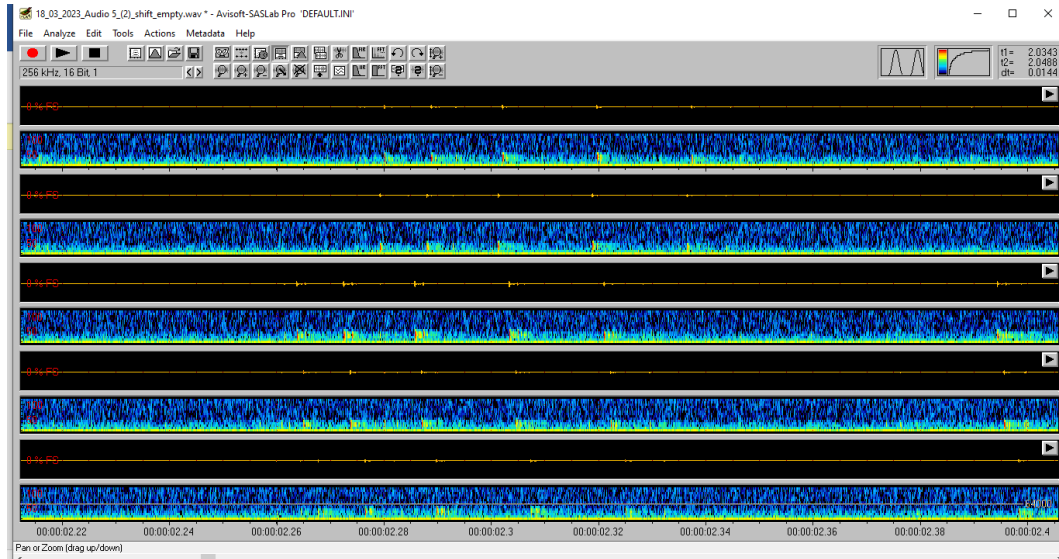 18_03_2023_Audio 5_(2)_shift_empty.wav * - Avisoft-SASLab Pro 'DEFAULT.INI'
File Analyze Edit Tools Actions Metadata Help
256 kHz, 16 Bit, 1
t1= 2.0343
t2= 2.0488
dt= 0.0144
00:00:02.22 00:00:02.24 00:00:02.26 00:00:02.28 00:00:02.3 00:00:02.32 00:00:02.34 00:00:02.36 00:00:02.38 00:00:02.4
Pan or Zoom (drag up/down)